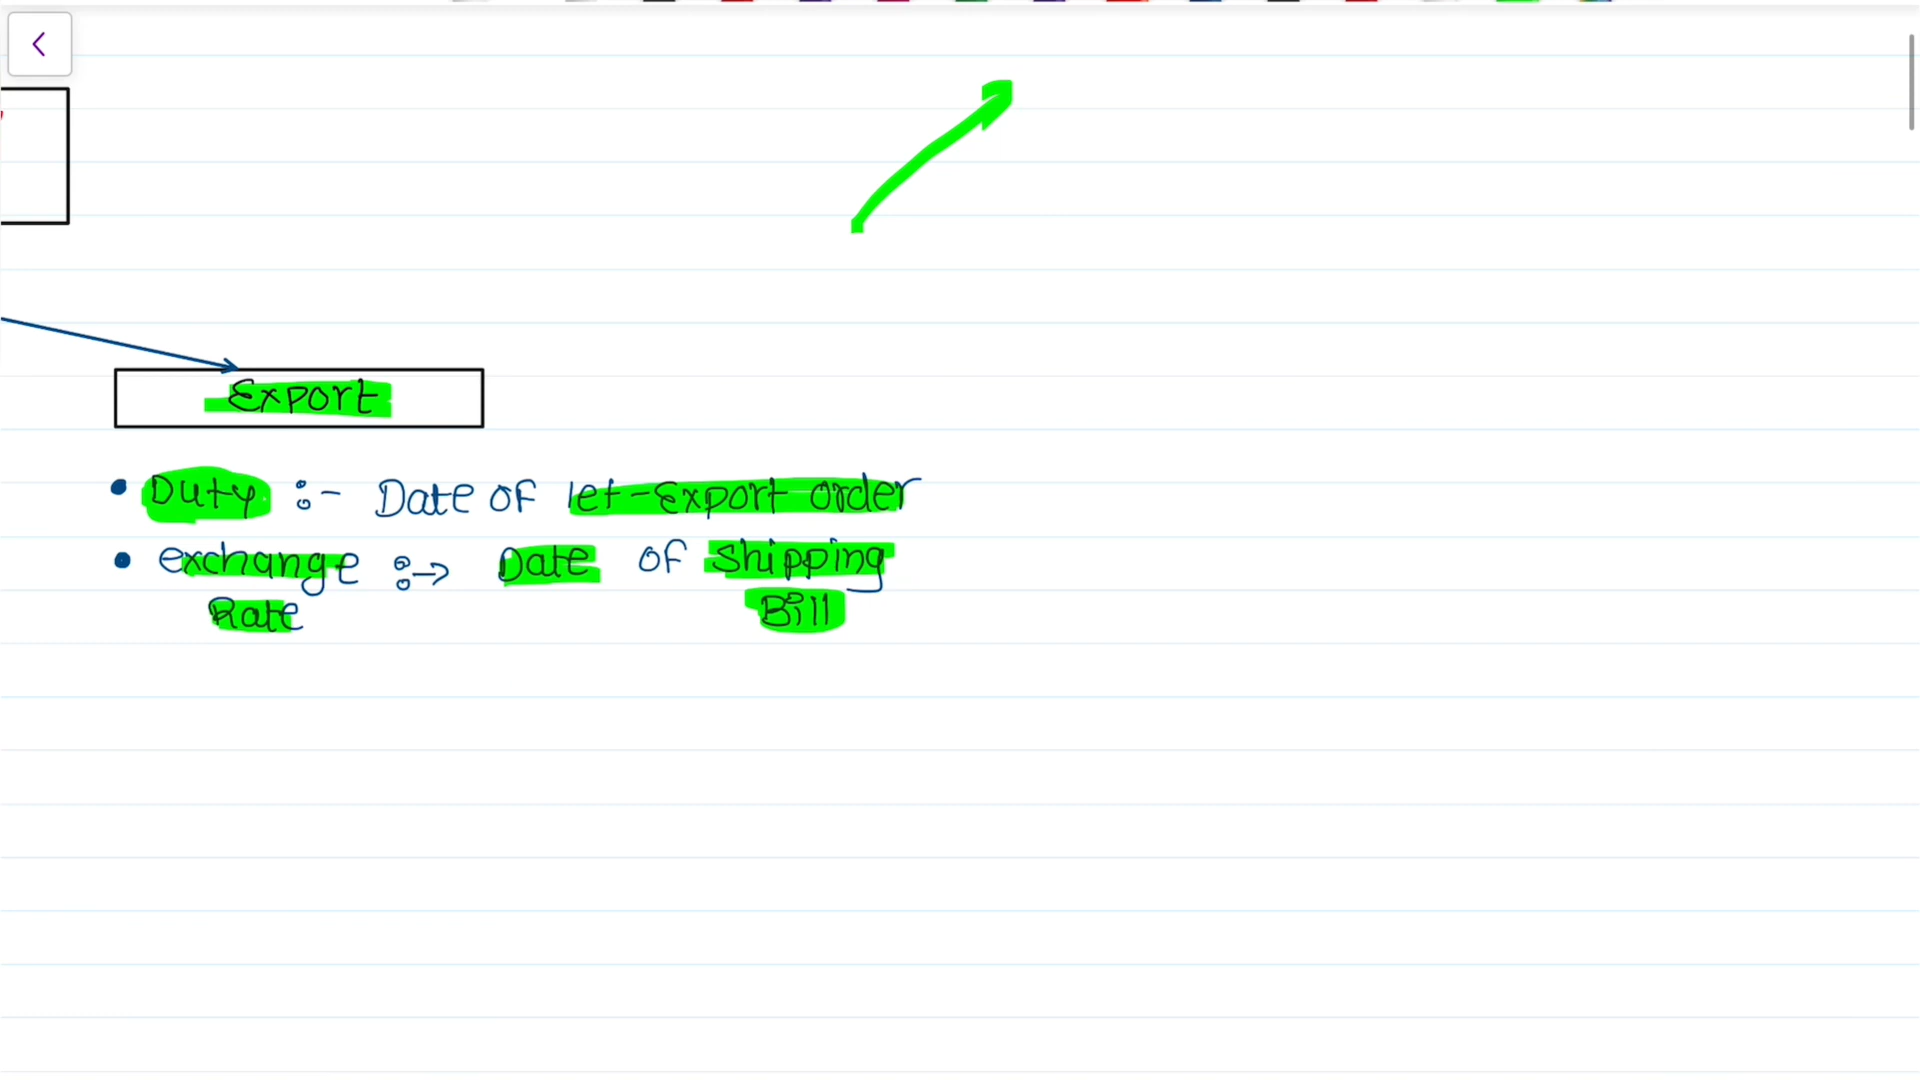 Export
• Duty :- Date of let-Export order
• exchange :→ Date of Shipping
Rate Bill